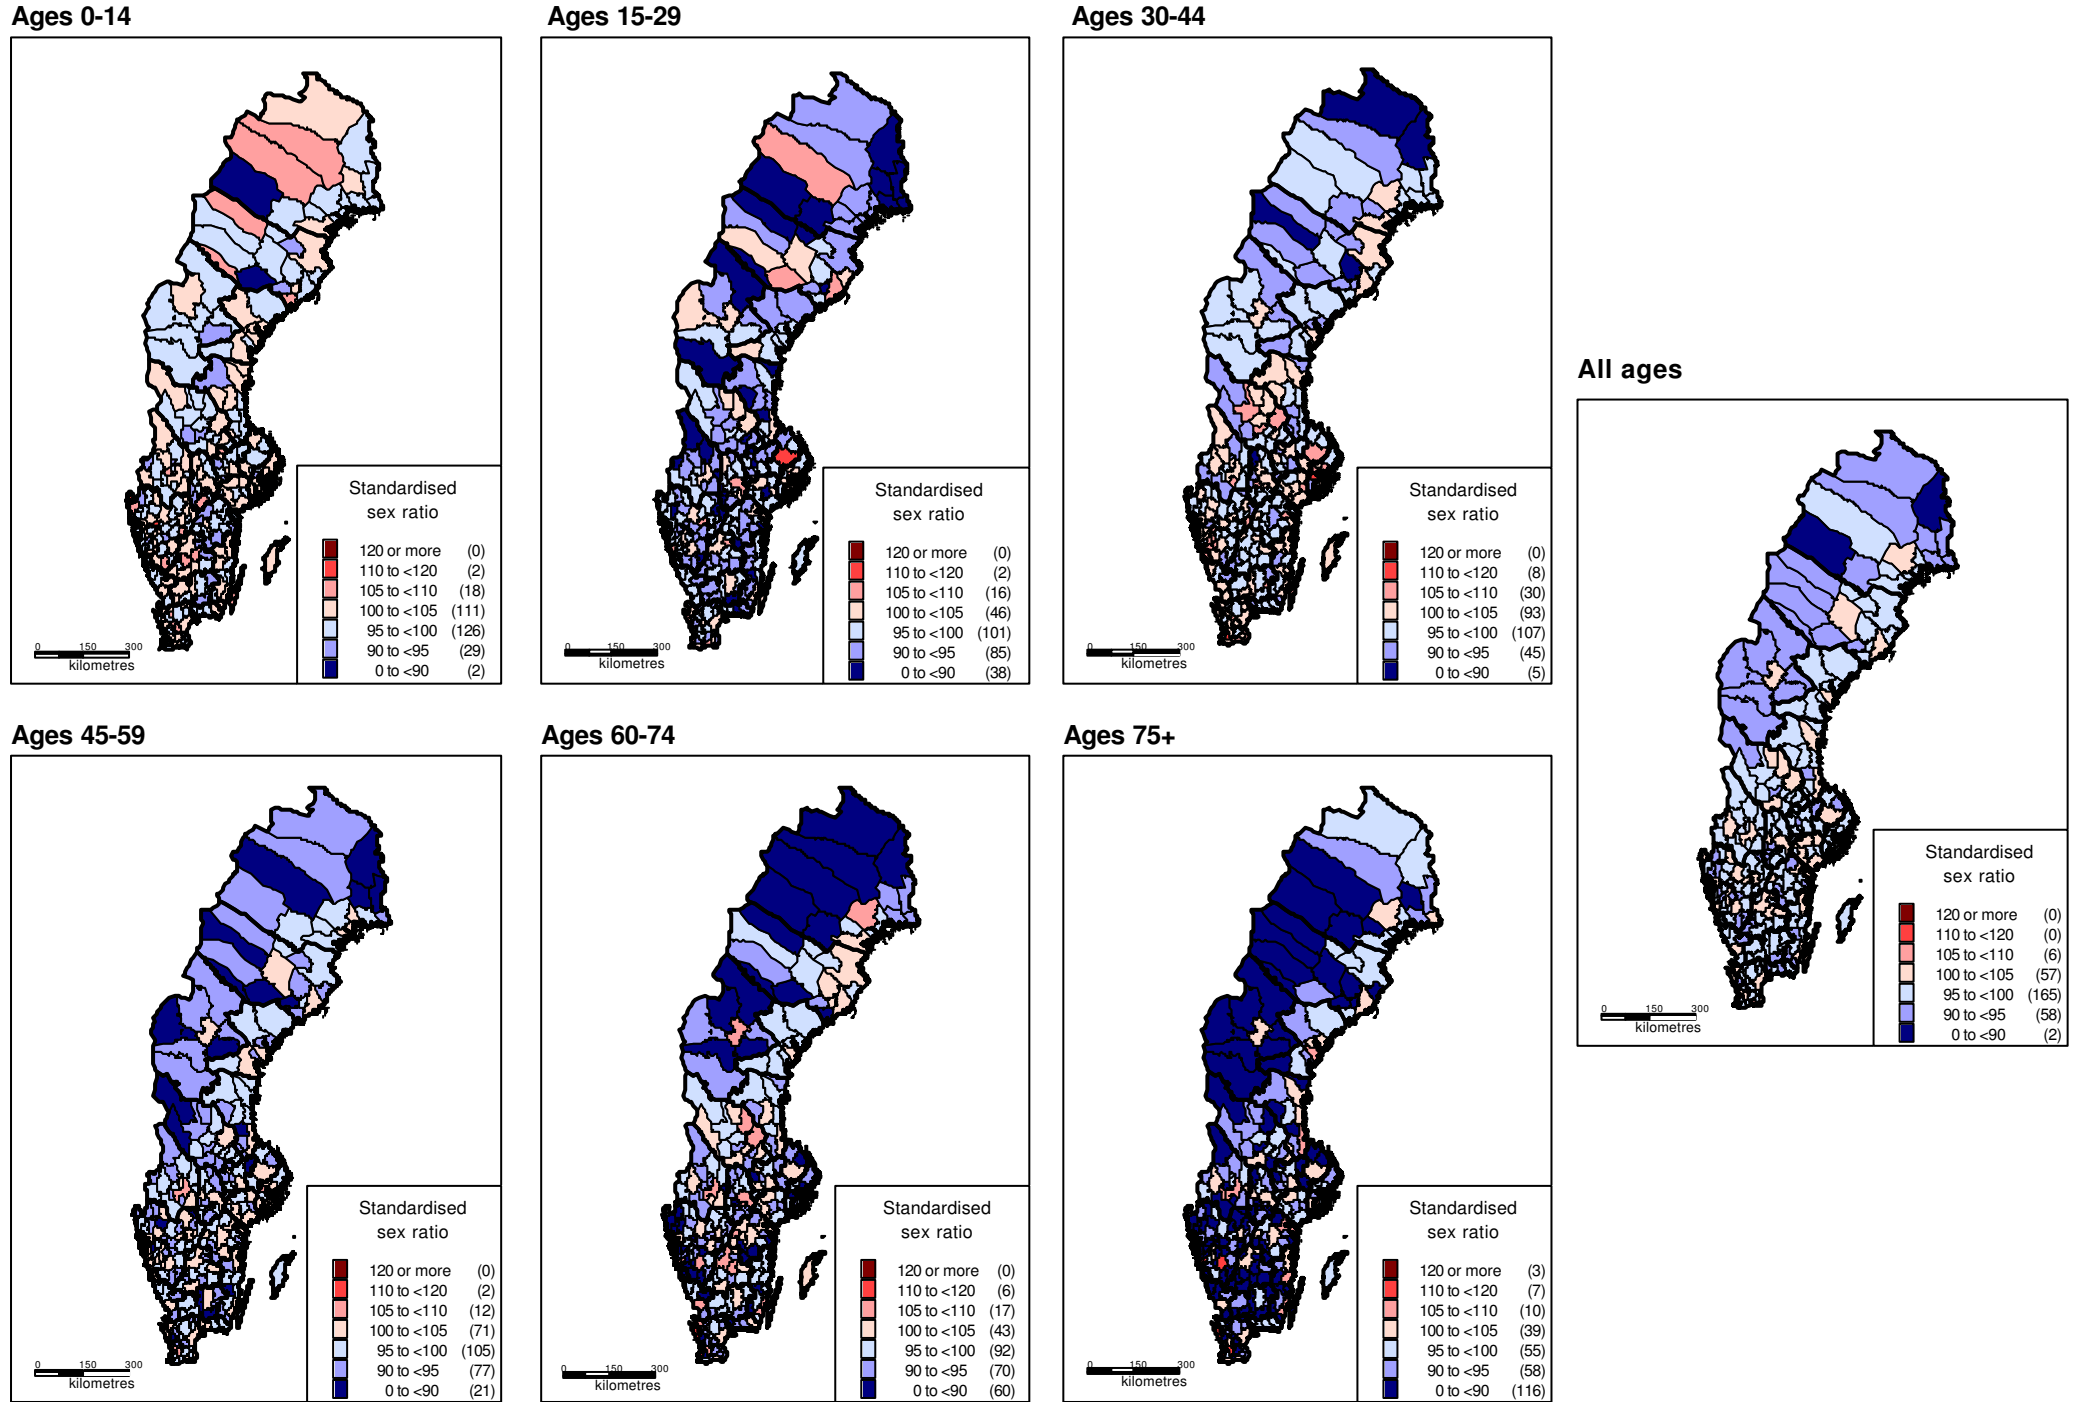 Ages 0-14
Standardised
sex ratio
120 or more (0)
110 to <120 (2)
105 to <110 (18)
100 to <105 (111)
95 to <100 (126)
90 to <95 (29)
0 to <90 (2)
0 150 300
kilometres
Ages 15-29
Standardised
sex ratio
120 or more (0)
110 to <120 (2)
105 to <110 (16)
100 to <105 (46)
95 to <100 (101)
90 to <95 (85)
0 to <90 (38)
0 150 300
kilometres
Ages 30-44
Standardised
sex ratio
120 or more (0)
110 to <120 (8)
105 to <110 (30)
100 to <105 (93)
95 to <100 (107)
90 to <95 (45)
0 to <90 (5)
0 150 300
kilometres
Ages 45-59
Standardised
sex ratio
120 or more (0)
110 to <120 (2)
105 to <110 (12)
100 to <105 (71)
95 to <100 (105)
90 to <95 (77)
0 to <90 (21)
0 150 300
kilometres
Ages 60-74
Standardised
sex ratio
120 or more (0)
110 to <120 (6)
105 to <110 (17)
100 to <105 (43)
95 to <100 (92)
90 to <95 (70)
0 to <90 (60)
0 150 300
kilometres
Ages 75+
Standardised
sex ratio
120 or more (3)
110 to <120 (7)
105 to <110 (10)
100 to <105 (39)
95 to <100 (55)
90 to <95 (58)
0 to <90 (116)
0 150 300
kilometres
All ages
Standardised
sex ratio
120 or more (0)
110 to <120 (0)
105 to <110 (6)
100 to <105 (57)
95 to <100 (165)
90 to <95 (58)
0 to <90 (2)
0 150 300
kilometres